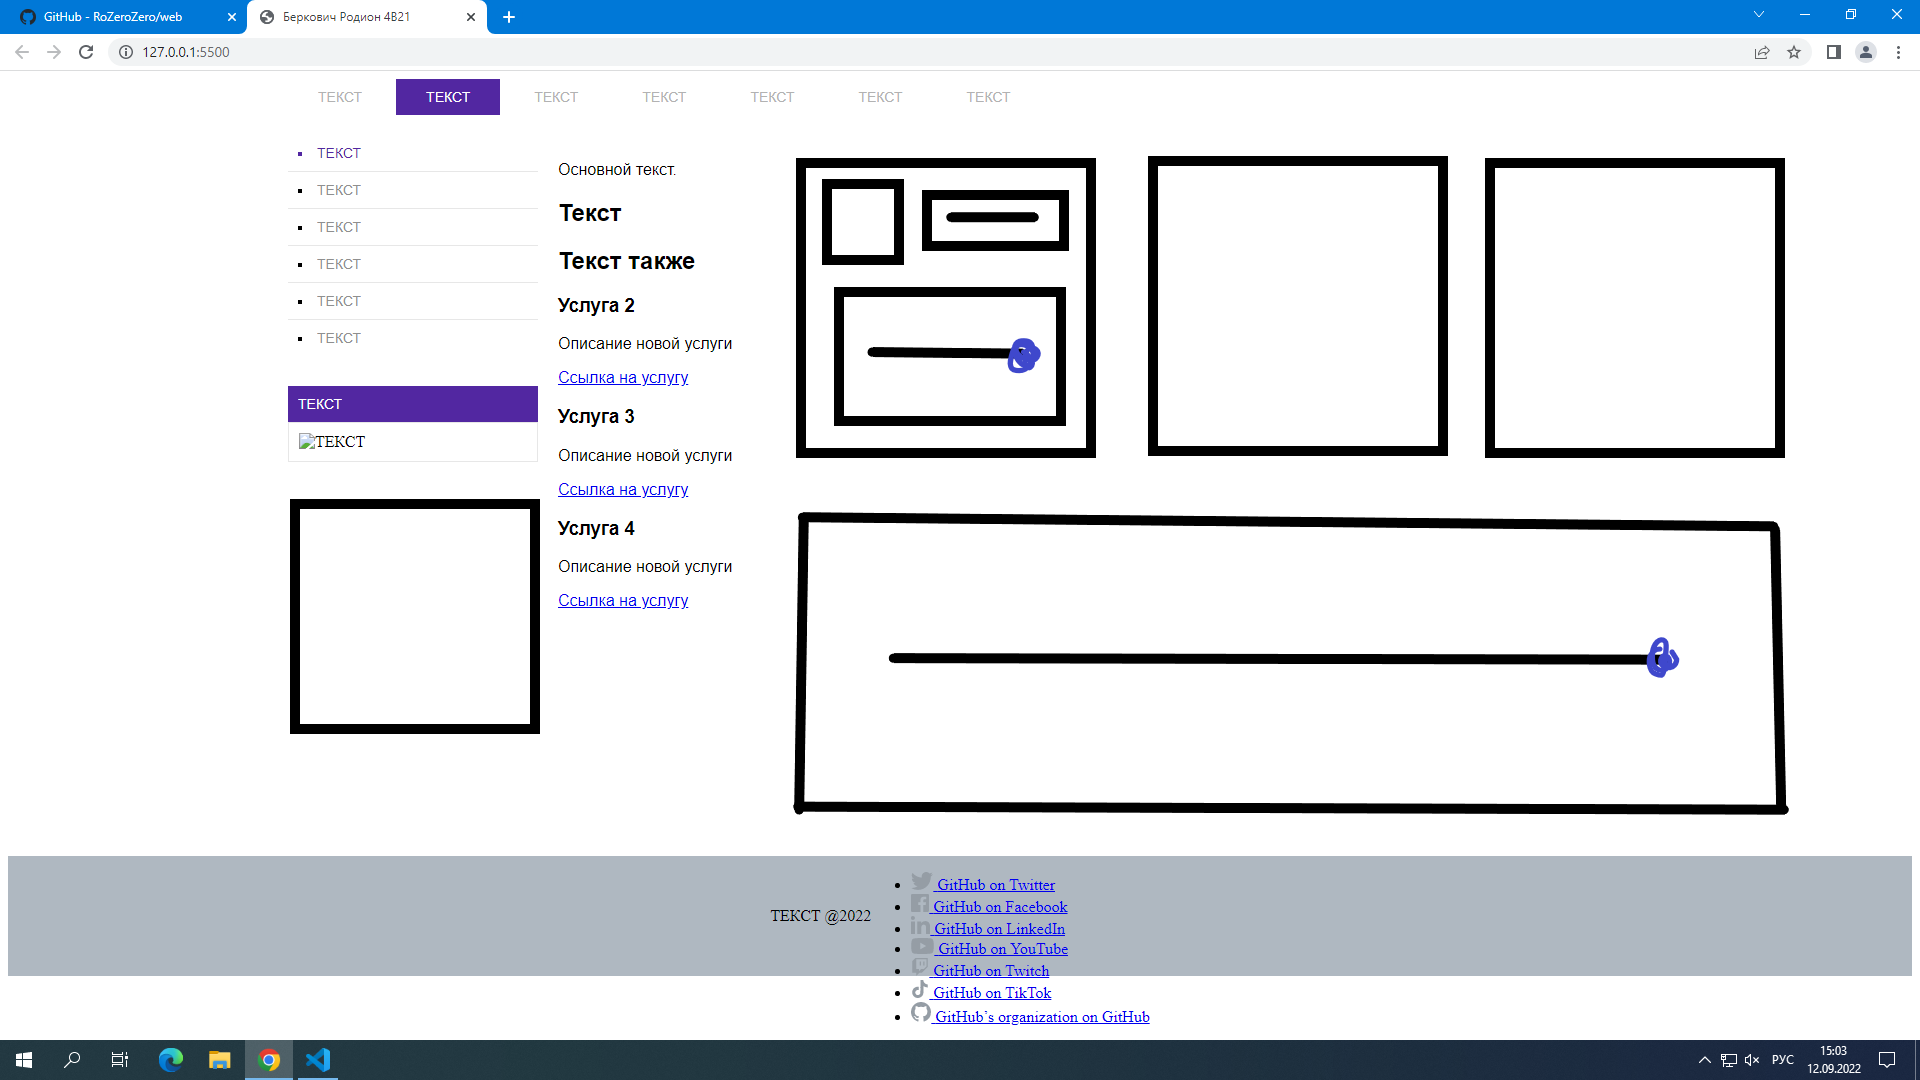 GitHub - RoZeroZero/web
Беркович Родион 4В21
127.0.0.1:5500
ТЕКСТ ТЕКСТ ТЕКСТ ТЕКСТ ТЕКСТ ТЕКСТ ТЕКСТ
ТЕКСТ
ТЕКСТ
ТЕКСТ
ТЕКСТ
ТЕКСТ
ТЕКСТ
ТЕКСТ
ТЕКСТ
Основной текст.
Текст
Текст также
Услуга 2
Описание новой услуги
Ссылка на услугу
Услуга 3
Описание новой услуги
Ссылка на услугу
Услуга 4
Описание новой услуги
Ссылка на услугу
ТЕКСТ @2022
GitHub on Twitter
GitHub on Facebook
GitHub on LinkedIn
GitHub on YouTube
GitHub on Twitch
GitHub on TikTok
GitHub’s organization on GitHub
РУС
15:03
12.09.2022